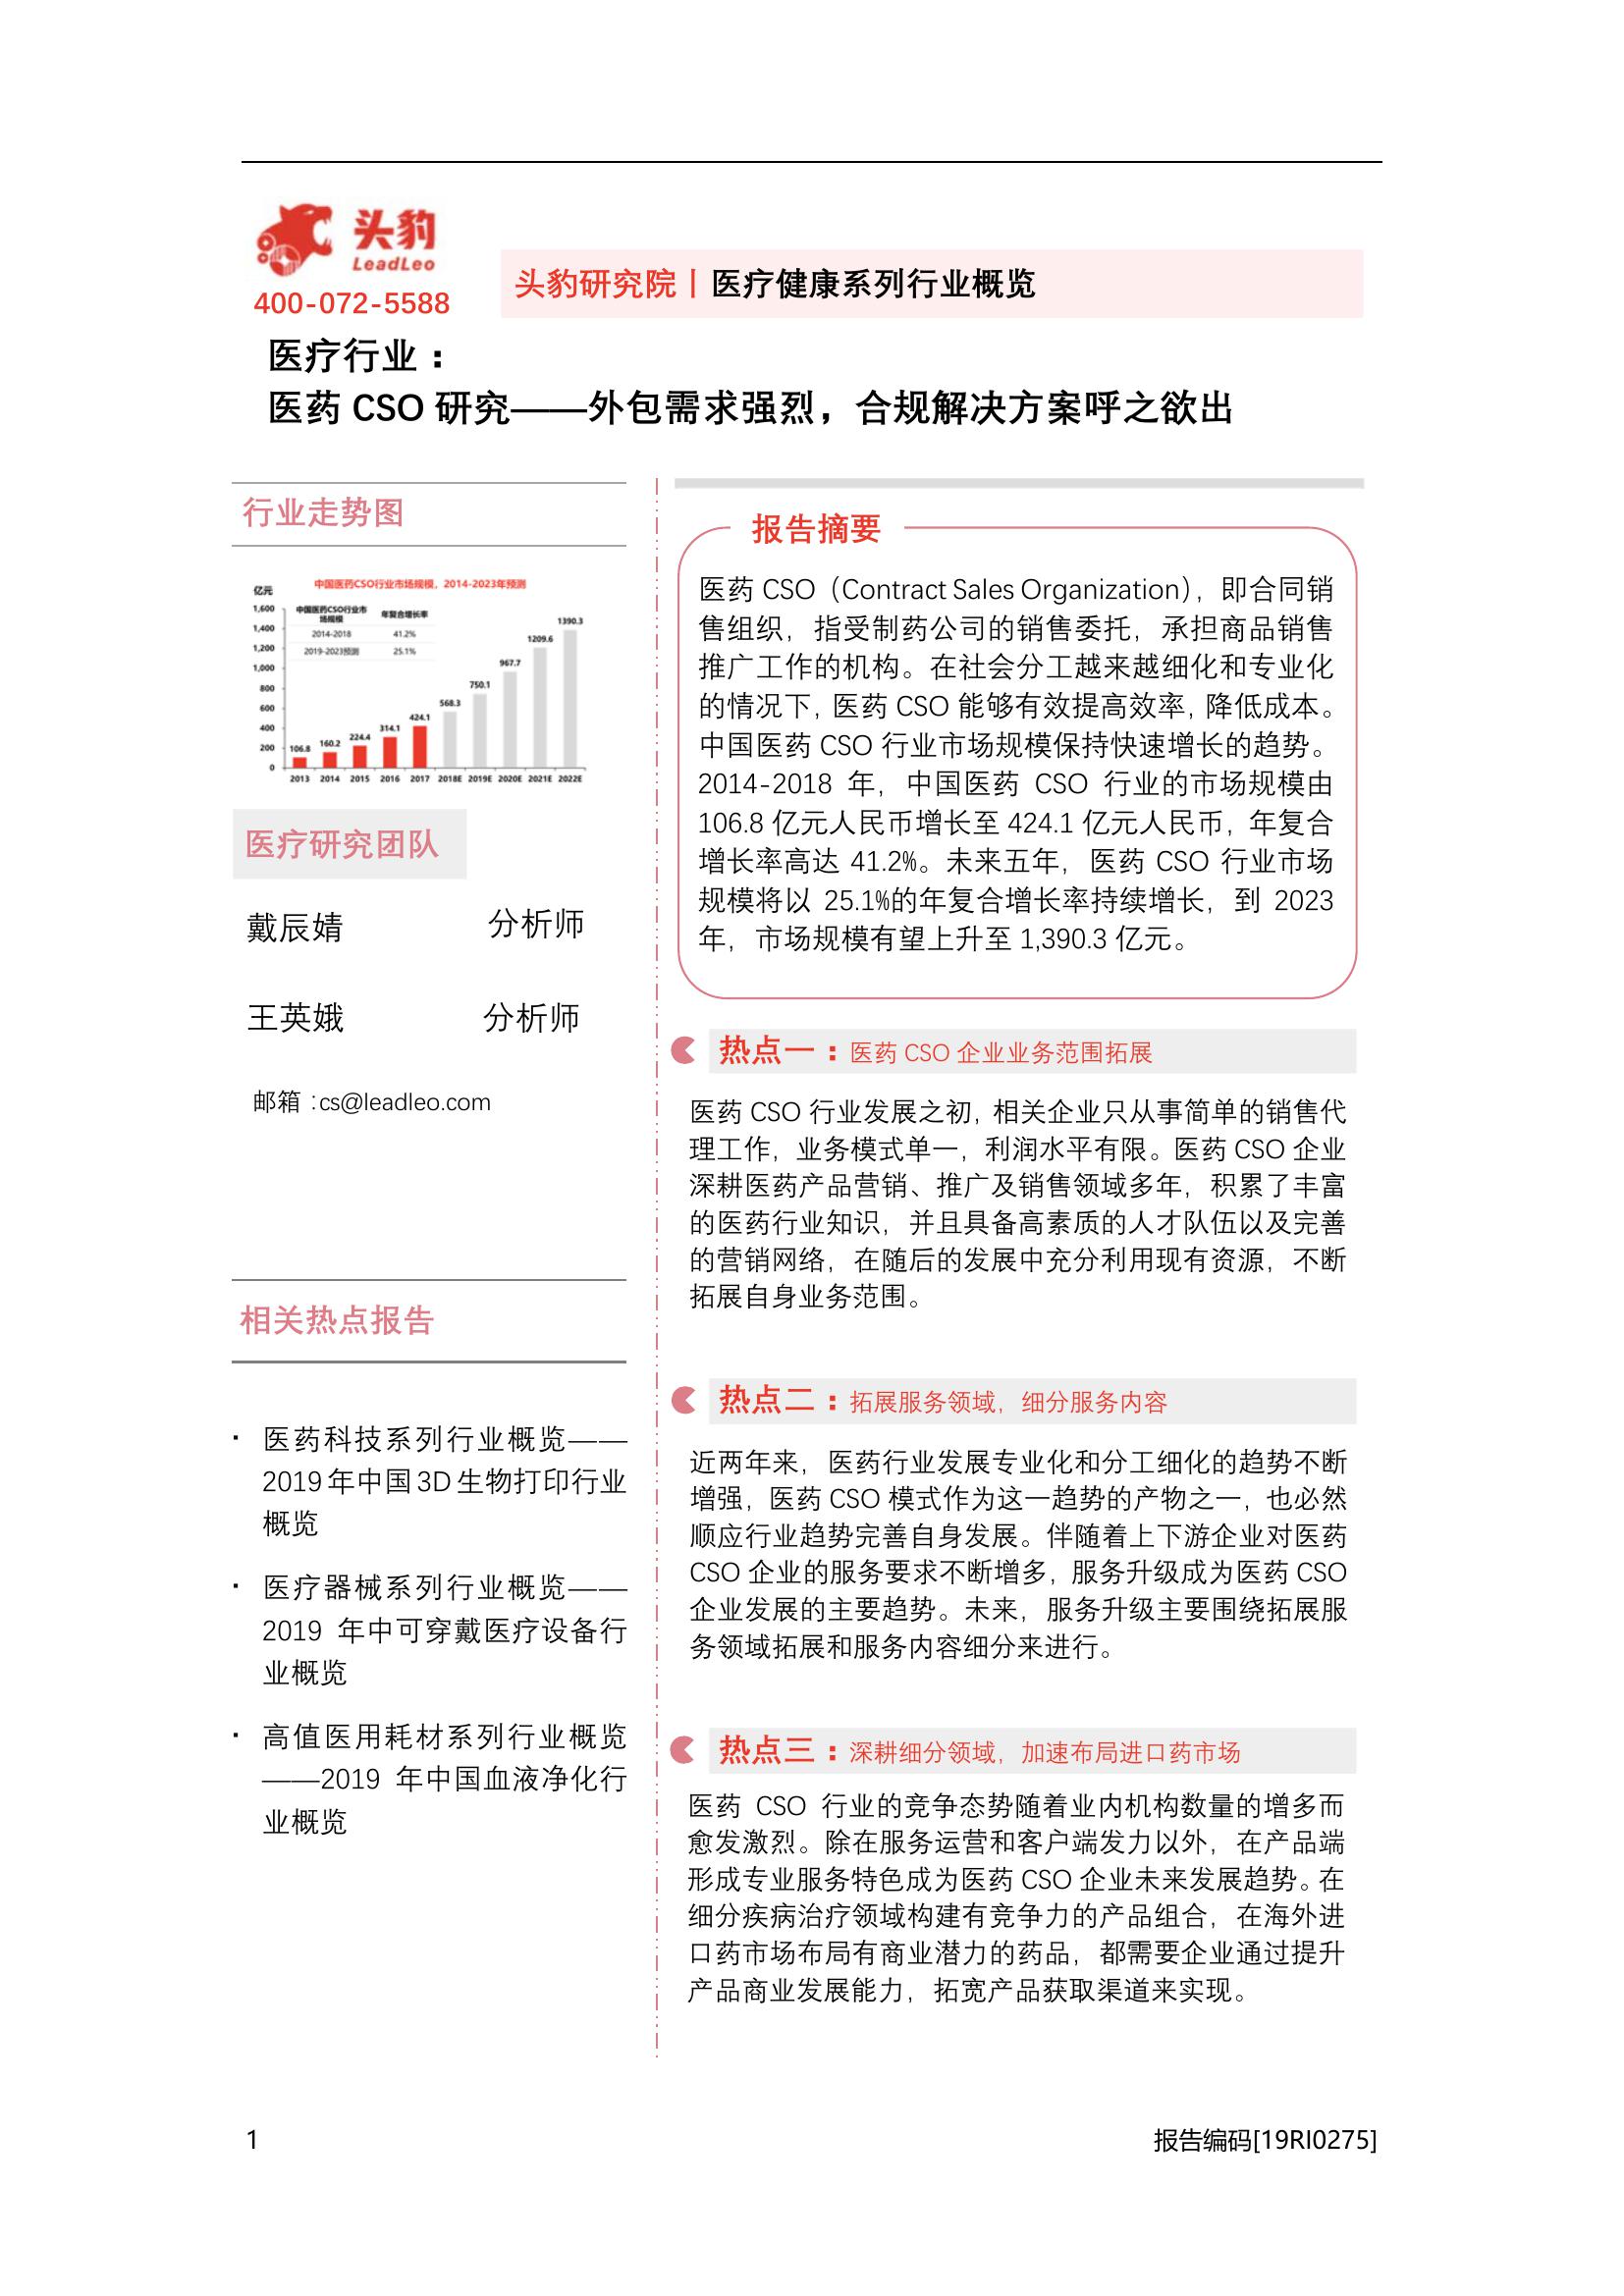 头豹
LeadLeo
400-072-5588
头豹研究院丨医疗健康系列行业概览
医疗行业：
医药 CSO 研究——外包需求强烈，合规解决方案呼之欲出
行业走势图
中国医药CSO行业市场规模，2014-2023年预测
亿元
中国医药CSO行业市场规模 年复合增长率
2014-2018 41.2%
2019-2023预测 25.1%
1,600
1,400
1,200
1,000
800
600
400
200
0
106.8 160.2 224.4 314.1 424.1 568.3 750.1 967.7 1209.6 1390.3
2013 2014 2015 2016 2017 2018E 2019E 2020E 2021E 2022E
医疗研究团队
戴辰婧 分析师
王英娥 分析师
邮箱：cs@leadleo.com
相关热点报告
· 医药科技系列行业概览——
2019年中国3D生物打印行业
概览
· 医疗器械系列行业概览——
2019 年中可穿戴医疗设备行
业概览
· 高值医用耗材系列行业概览
——2019 年中国血液净化行
业概览
报告摘要
医药 CSO（Contract Sales Organization），即合同销
售组织，指受制药公司的销售委托，承担商品销售
推广工作的机构。在社会分工越来越细化和专业化
的情况下，医药 CSO 能够有效提高效率，降低成本。
中国医药 CSO 行业市场规模保持快速增长的趋势。
2014-2018 年，中国医药 CSO 行业的市场规模由
106.8 亿元人民币增长至 424.1 亿元人民币，年复合
增长率高达 41.2%。未来五年，医药 CSO 行业市场
规模将以 25.1%的年复合增长率持续增长，到 2023
年，市场规模有望上升至 1,390.3 亿元。
热点一：医药 CSO 企业业务范围拓展
医药 CSO 行业发展之初，相关企业只从事简单的销售代
理工作，业务模式单一，利润水平有限。医药 CSO 企业
深耕医药产品营销、推广及销售领域多年，积累了丰富
的医药行业知识，并且具备高素质的人才队伍以及完善
的营销网络，在随后的发展中充分利用现有资源，不断
拓展自身业务范围。
热点二：拓展服务领域，细分服务内容
近两年来，医药行业发展专业化和分工细化的趋势不断
增强，医药 CSO 模式作为这一趋势的产物之一，也必然
顺应行业趋势完善自身发展。伴随着上下游企业对医药
CSO 企业的服务要求不断增多，服务升级成为医药 CSO
企业发展的主要趋势。未来，服务升级主要围绕拓展服
务领域拓展和服务内容细分来进行。
热点三：深耕细分领域，加速布局进口药市场
医药 CSO 行业的竞争态势随着业内机构数量的增多而
愈发激烈。除在服务运营和客户端发力以外，在产品端
形成专业服务特色成为医药 CSO 企业未来发展趋势。在
细分疾病治疗领域构建有竞争力的产品组合，在海外进
口药市场布局有商业潜力的药品，都需要企业通过提升
产品商业发展能力，拓宽产品获取渠道来实现。
1
报告编码[19RI0275]